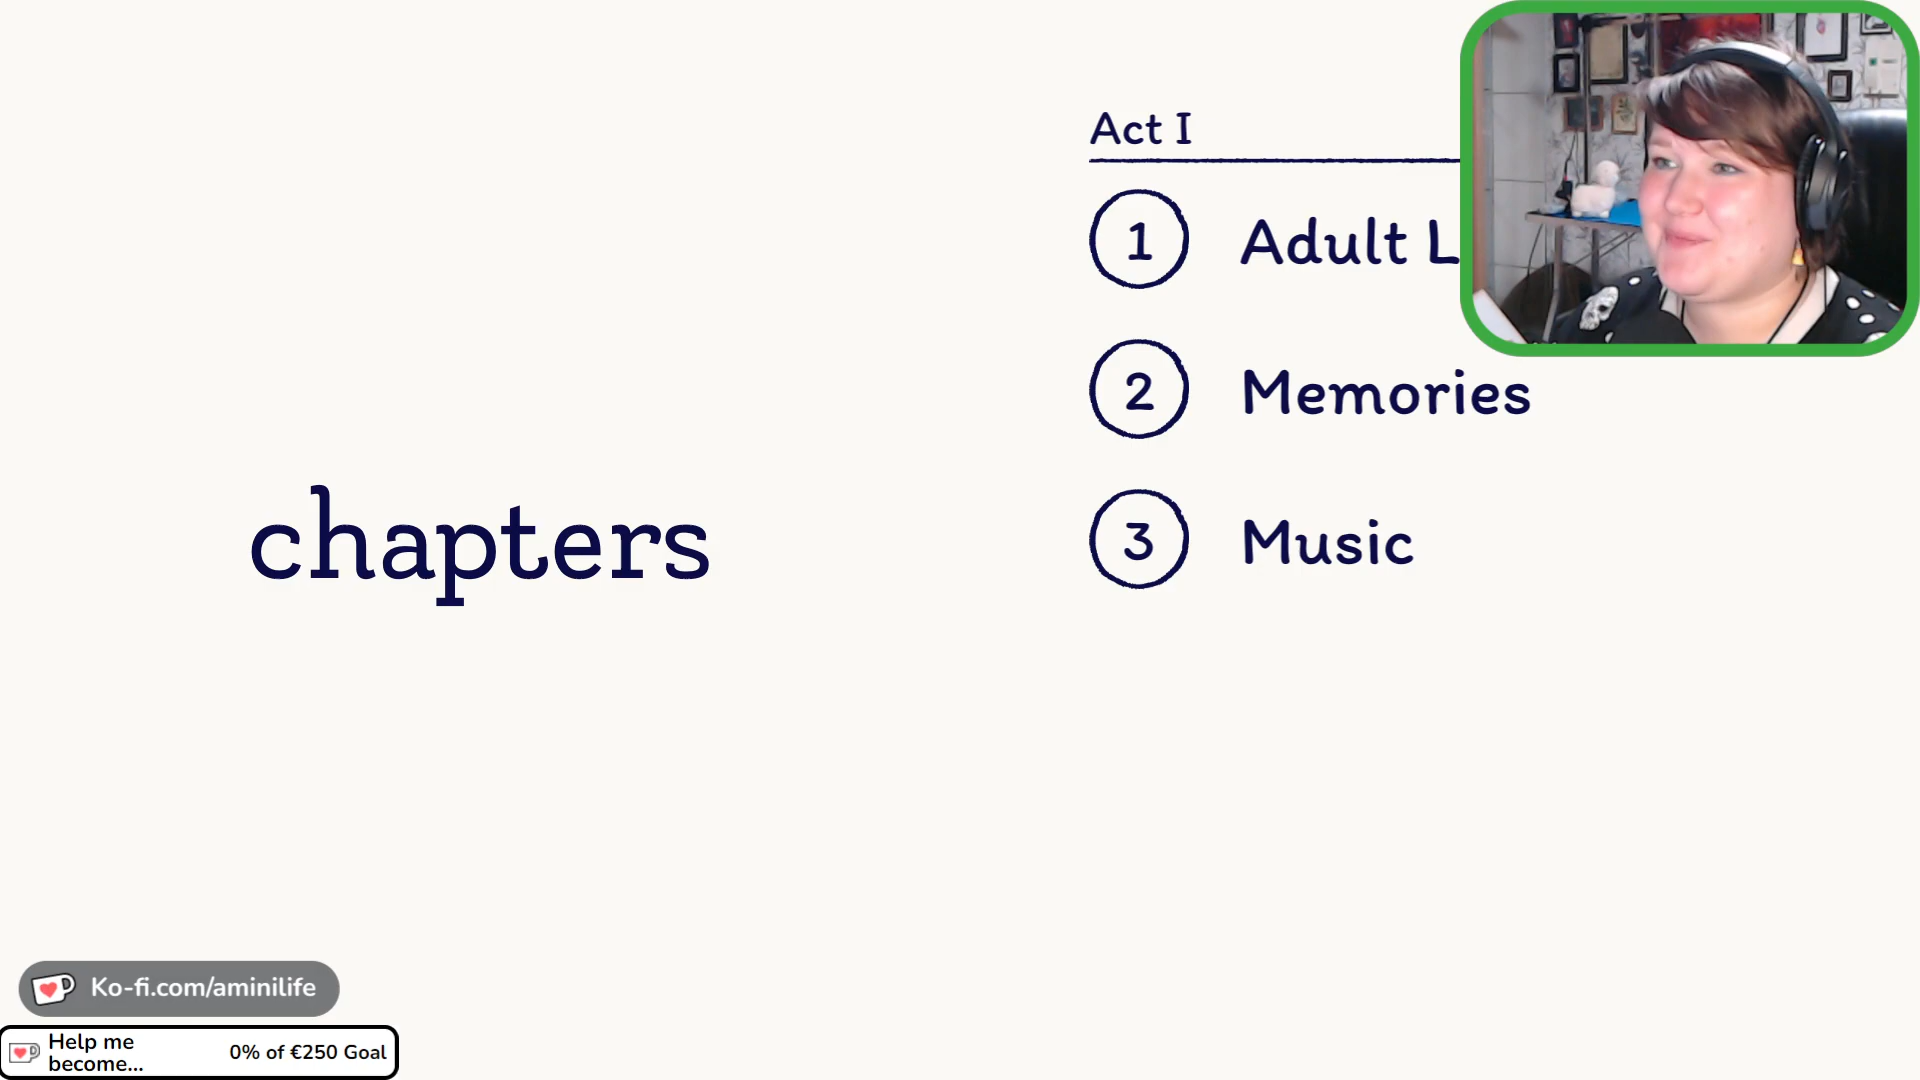 Act I
1 Adult
2 Memories
chapters
3 Music
Ko-fi.com/aminilife
Help me
become...
0% of €250 Goal